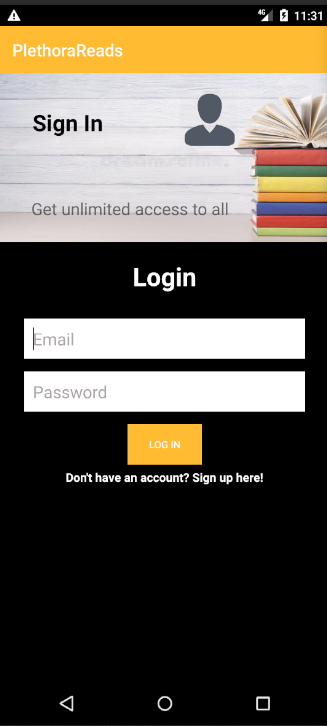 4G 11:31
PlethoraReads
Sign In
Get unlimited access to all
Login
Email
Password
LOG IN
Don't have an account? Sign up here!